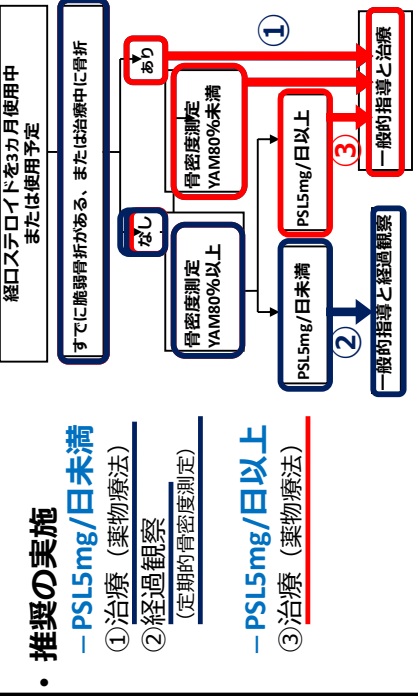 ・推奨の実施
－PSL5mg/日未満
①治療（薬物療法）
②経過観察
（定期的骨密度測定）
－PSL5mg/日以上
③治療（薬物療法）
経口ステロイドを3カ月使用中
または使用予定
すでに脆弱骨折がある、または治療中に骨折
なし
あり
①
骨密度測定
YAM80%以上
骨密度測定
YAM80%未満
PSL5mg/日未満
PSL5mg/日以上
②
③
一般的指導と経過観察
一般的指導と治療